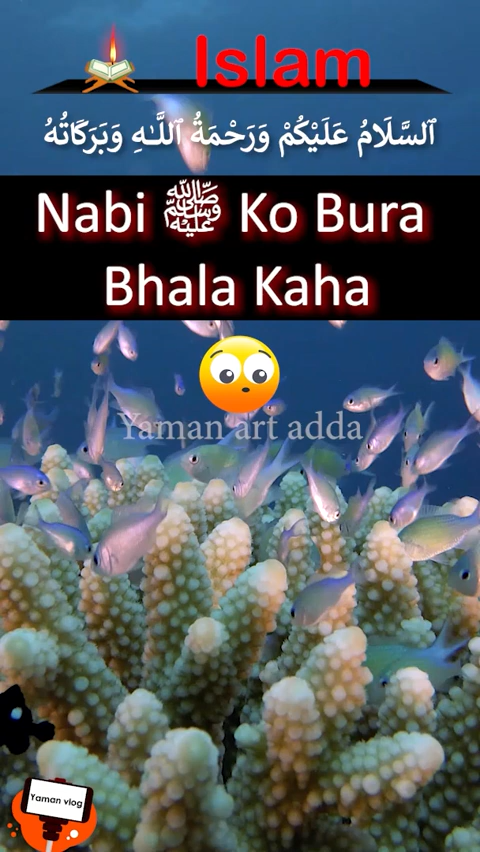 Islam
ٱلسَّلَامُ عَلَيْكُمْ وَرَحْمَةُ ٱللَّـٰهِ وَبَرَكَاتُهُ
Nabi ﷺ Ko Bura
Bhala Kaha
Yaman art adda
Yaman vlog